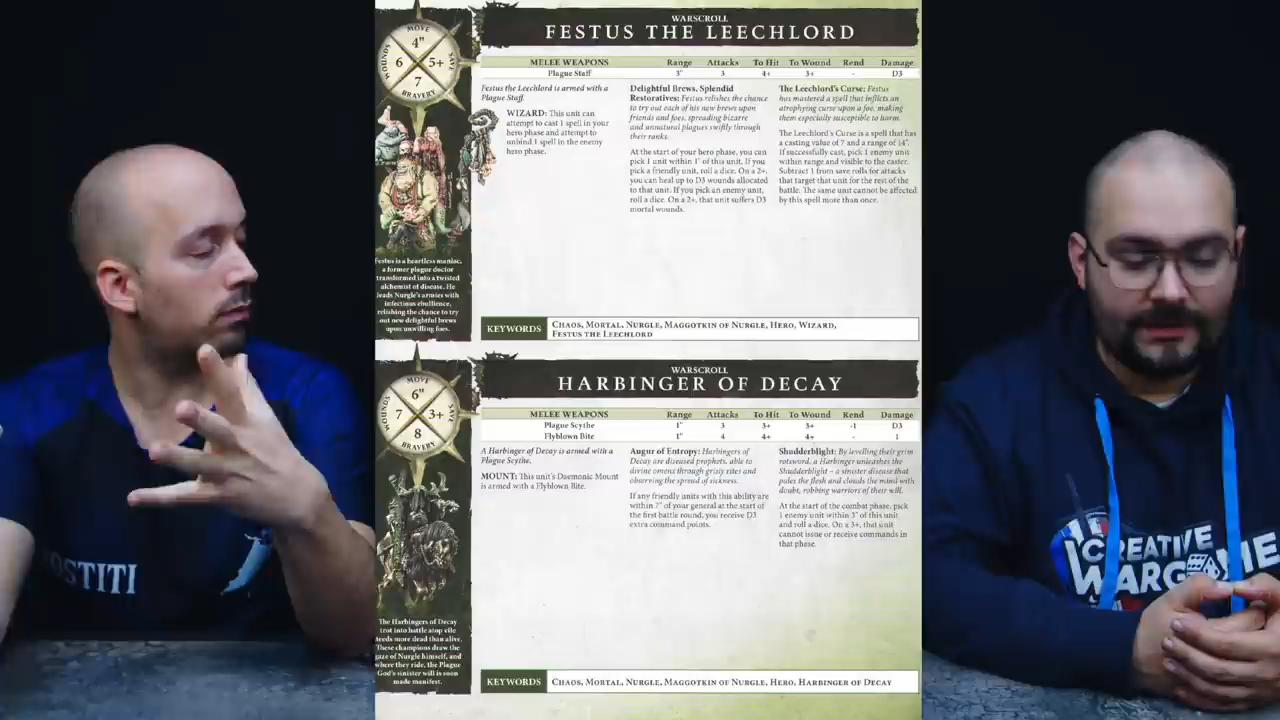 WARSCROLL
FESTUS THE LEECHLORD
MOVE
4"
WOUNDS
6
5+
SAVE
7
BRAVERY
MELEE WEAPONS Range Attacks To Hit To Wound Rend Damage
Plague Staff 3" 3 4+ 3+ - D3
Festus the Leechlord is armed with a
Plague Staff.
WIZARD: This unit can
attempt to cast 1 spell in your
hero phase and attempt to
unbind 1 spell in the enemy
hero phase.
Delightful Brews, Splendid
Restoratives: Festus relishes the chance
to try out each of his new brews upon
friends and foes, spreading bizarre
and unnatural plagues swiftly through
their ranks.
At the start of your hero phase, you can
pick 1 unit within 1" of this unit. If you
pick a friendly unit, roll a dice. On a 2+,
you can heal up to D3 wounds allocated
to that unit. If you pick an enemy unit,
roll a dice. On a 2+, that unit suffers D3
mortal wounds.
The Leechlord's Curse: Festus
has mastered a spell that inflicts an
atrophying curse upon a foe, making
them especially susceptible to harm.
The Leechlord's Curse is a spell that has
a casting value of 7 and a range of 14".
If successfully cast, pick 1 enemy unit
within range and visible to the caster.
Subtract 1 from save rolls for attacks
that target that unit for the rest of the
battle. The same unit cannot be affected
by this spell more than once.
Festus is a heartless maniac,
a former plague doctor
transformed into a twisted
alchemist of disease. He
leads Nurgle's armies with
infectious ebullience,
relishing the chance to try
out new delightful brews
upon unwilling foes.
KEYWORDS
CHAOS, MORTAL, NURGLE, MAGGOTKIN OF NURGLE, HERO, WIZARD,
FESTUS THE LEECHLORD
WARSCROLL
HARBINGER OF DECAY
MOVE
6"
WOUNDS
7
3+
SAVE
8
BRAVERY
MELEE WEAPONS Range Attacks To Hit To Wound Rend Damage
Plague Scythe 1" 3 3+ 3+ -1 D3
Flyblown Bite 1" 4 4+ 4+ - 1
A Harbinger of Decay is armed with a
Plague Scythe.
MOUNT: This unit's Daemonic Mount
is armed with a Flyblown Bite.
Augur of Entropy: Harbingers of
Decay are diseased prophets, able to
divine omens through grisly rites and
observing the spread of sickness.
If any friendly units with this ability are
within 7" of your general at the start of
the first battle round, you receive D3
extra command points.
Shudderblight: By levelling their grim
rotsword, a Harbinger unleashes the
Shudderblight – a sinister disease that
pales the flesh and clouds the mind with
doubt, robbing warriors of their will.
At the start of the combat phase, pick
1 enemy unit within 3" of this unit
and roll a dice. On a 3+, that unit
cannot issue or receive commands in
that phase.
The Harbingers of Decay
trot into battle atop vile
steeds more dead than alive.
These champions draw the
gaze of Nurgle himself, and
where they ride, the Plague
God's sinister will is soon
made manifest.
KEYWORDS
CHAOS, MORTAL, NURGLE, MAGGOTKIN OF NURGLE, HERO, HARBINGER OF DECAY
OSTITI
CREATIVE
WARG ME